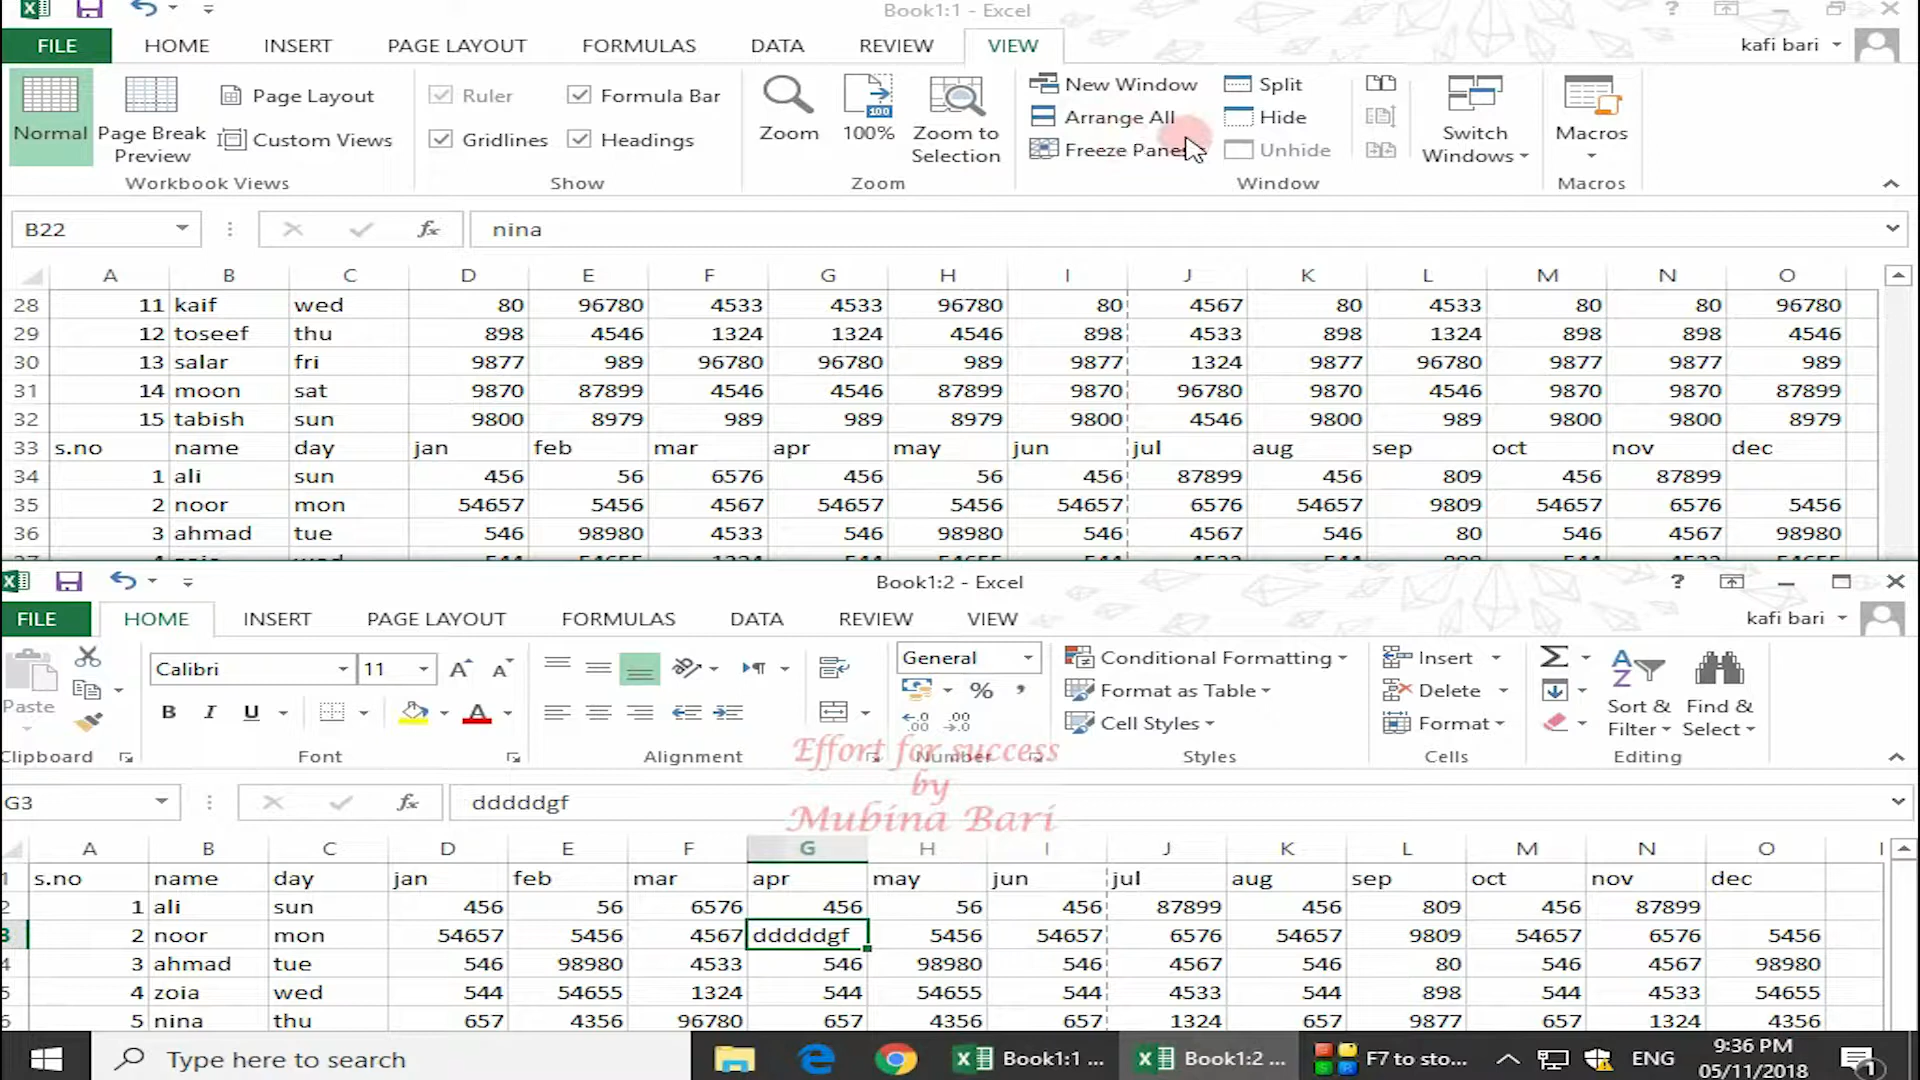 Book1:1 - Excel
FILE HOME INSERT PAGE LAYOUT FORMULAS DATA REVIEW VIEW kafi bari
Normal Page Break Preview Page Layout Custom Views
Workbook Views
Ruler Formula Bar
Gridlines Headings
Show
Zoom 100% Zoom to Selection
Zoom
New Window Split
Arrange All Hide
Freeze Panes Unhide
Switch Windows
Window
Macros
Macros
B22 fx nina
A B C D E F G H I J K L M N O
28 11 kaif wed 80 96780 4533 4533 96780 80 4567 80 4533 80 80 96780
29 12 toseef thu 898 4546 1324 1324 4546 898 4533 898 1324 898 898 4546
30 13 salar fri 9877 989 96780 96780 989 9877 1324 9877 96780 9877 9877 989
31 14 moon sat 9870 87899 4546 4546 87899 9870 96780 9870 4546 9870 9870 87899
32 15 tabish sun 9800 8979 989 989 8979 9800 4546 9800 989 9800 9800 8979
33 s.no name day jan feb mar apr may jun jul aug sep oct nov dec
34 1 ali sun 456 56 6576 456 56 456 87899 456 809 456 87899
35 2 noor mon 54657 5456 4567 54657 5456 54657 6576 54657 9809 54657 6576 5456
36 3 ahmad tue 546 98980 4533 546 98980 546 4567 546 80 546 4567 98980
Book1:2 - Excel
FILE HOME INSERT PAGE LAYOUT FORMULAS DATA REVIEW VIEW kafi bari
Paste
Clipboard
Calibri 11
B I U
Font
Alignment
General
%
Number
Conditional Formatting
Format as Table
Cell Styles
Styles
Insert
Delete
Format
Cells
Sort & Filter Find & Select
Editing
Effort for success
by
Mubina Bari
G3 fx dddddgf
A B C D E F G H I J K L M N O
1 s.no name day jan feb mar apr may jun jul aug sep oct nov dec
2 1 ali sun 456 56 6576 456 56 456 87899 456 809 456 87899
3 2 noor mon 54657 5456 4567 dddddgf 5456 54657 6576 54657 9809 54657 6576 5456
4 3 ahmad tue 546 98980 4533 546 98980 546 4567 546 80 546 4567 98980
5 4 zoia wed 544 54655 1324 544 54655 544 4533 544 898 544 4533 54655
6 5 nina thu 657 4356 96780 657 4356 657 1324 657 9877 657 1324 4356
Type here to search
Book1:1 ...
Book1:2 ...
F7 to sto...
ENG
9:36 PM
05/11/2018
1